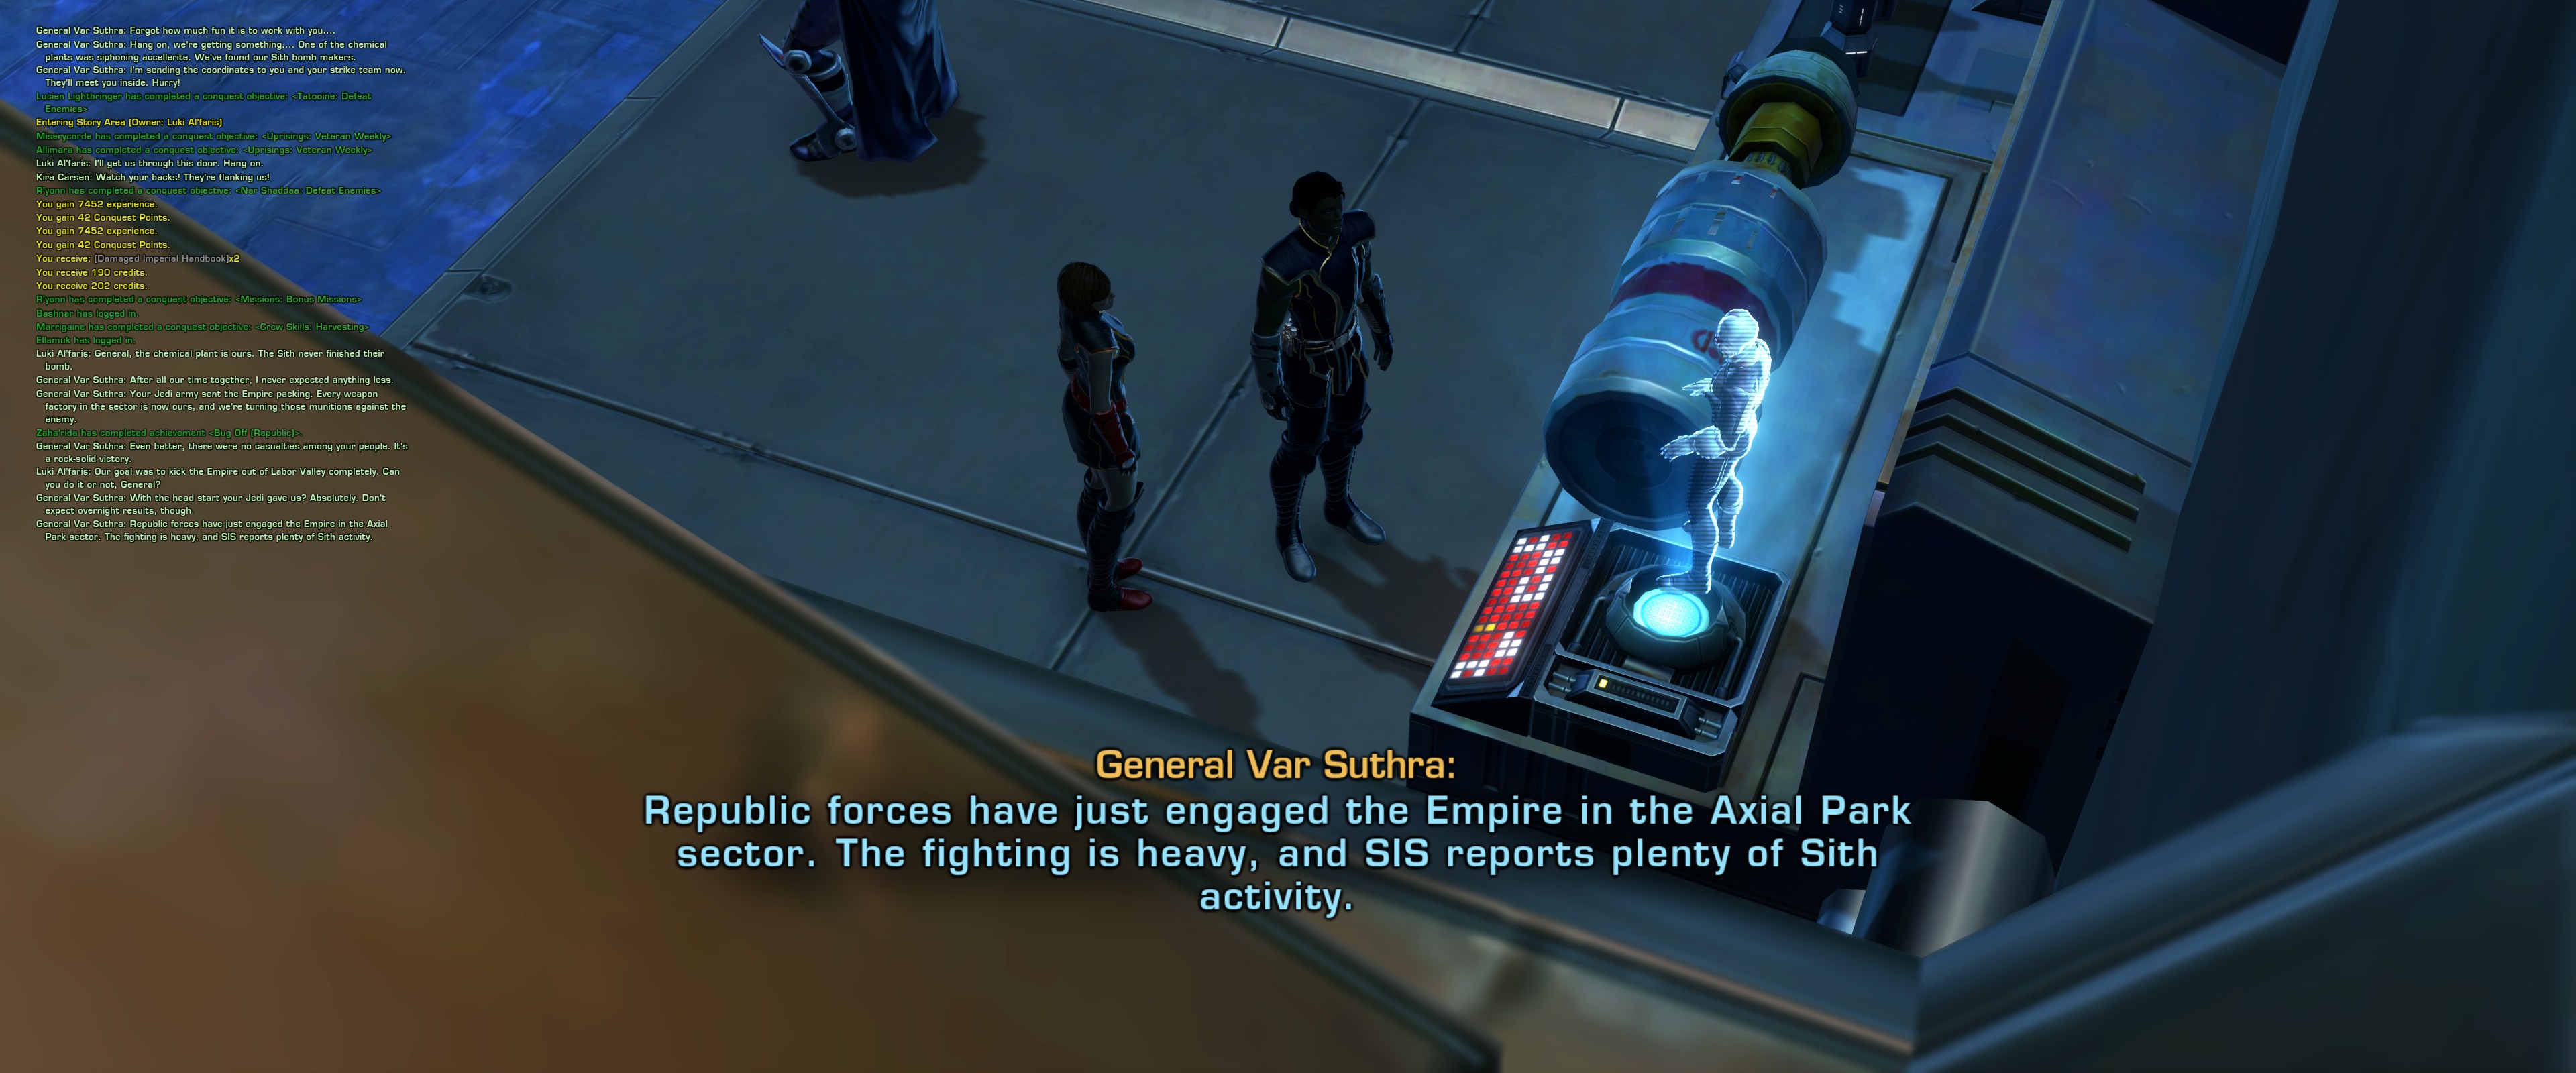 General Var Suthra: Forgot how much fun it is to work with you....
General Var Suthra: Hang on, we're getting something.... One of the chemical
plants was siphoning accellerite. We've found our Sith bomb makers.
General Var Suthra: I'm sending the coordinates to you and your strike team now.
They'll meet you inside. Hurry!
Lucien Lightbringer has completed a conquest objective: <Tatooine: Defeat
Enemies>
Entering Story Area (Owner: Luki Al'faris)
Miserycorde has completed a conquest objective: <Uprisings: Veteran Weekly>
Allimara has completed a conquest objective: <Uprisings: Veteran Weekly>
Luki Al'faris: I'll get us through this door. Hang on.
Kira Carsen: Watch your backs! They're flanking us!
R'yonn has completed a conquest objective: <Nar Shaddaa: Defeat Enemies>
You gain 7452 experience.
You gain 42 Conquest Points.
You gain 7452 experience.
You gain 42 Conquest Points.
You receive: [Damaged Imperial Handbook]x2
You receive 190 credits.
You receive 202 credits.
R'yonn has completed a conquest objective: <Missions: Bonus Missions>
Bashnar has logged in.
Marrigaine has completed a conquest objective: <Crew Skills: Harvesting>
Ellamuk has logged in.
Luki Al'faris: General, the chemical plant is ours. The Sith never finished their
bomb.
General Var Suthra: After all our time together, I never expected anything less.
General Var Suthra: Your Jedi army sent the Empire packing. Every weapon
factory in the sector is now ours, and we're turning those munitions against the
enemy.
Zaha'rida has completed achievement <Bug Off (Republic)>.
General Var Suthra: Even better, there were no casualties among your people. It's
a rock-solid victory.
Luki Al'faris: Our goal was to kick the Empire out of Labor Valley completely. Can
you do it or not, General?
General Var Suthra: With the head start your Jedi gave us? Absolutely. Don't
expect overnight results, though.
General Var Suthra: Republic forces have just engaged the Empire in the Axial
Park sector. The fighting is heavy, and SIS reports plenty of Sith activity.
General Var Suthra:
Republic forces have just engaged the Empire in the Axial Park
sector. The fighting is heavy, and SIS reports plenty of Sith
activity.